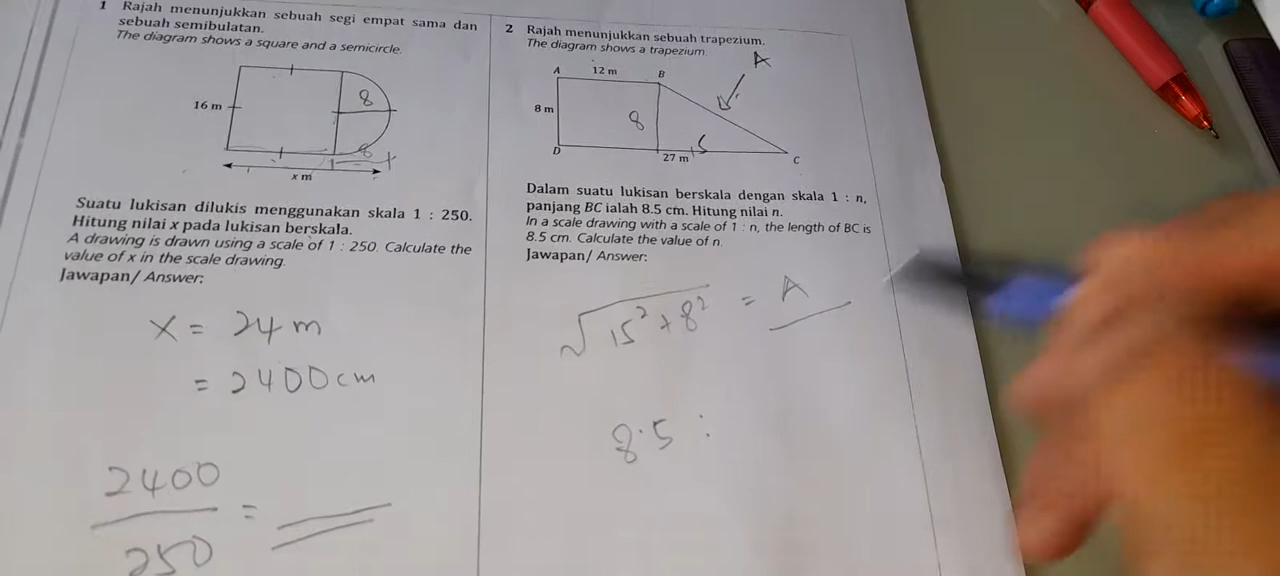 1 Rajah menunjukkan sebuah segi empat sama dan
sebuah semibulatan.
The diagram shows a square and a semicircle.
16 m
8
8
x m
Suatu lukisan dilukis menggunakan skala 1 : 250.
Hitung nilai x pada lukisan berskala.
A drawing is drawn using a scale of 1 : 250. Calculate the
value of x in the scale drawing.
Jawapan/ Answer:
x = 24 m
= 2400 cm
2400
250
=
2 Rajah menunjukkan sebuah trapezium.
The diagram shows a trapezium.
A
A
12 m
B
8 m
8
D
27 m
C
Dalam suatu lukisan berskala dengan skala 1 : n,
panjang BC ialah 8.5 cm. Hitung nilai n.
In a scale drawing with a scale of 1 : n, the length of BC is
8.5 cm. Calculate the value of n.
Jawapan/ Answer:
√15² + 8² = A
8.5 :